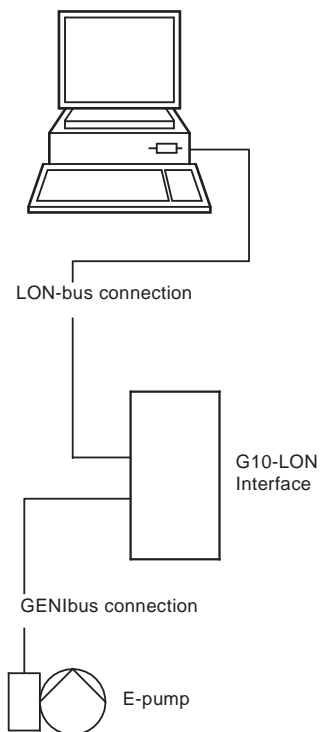 LON-bus connection
G10-LON
Interface
GENIbus connection
E-pump